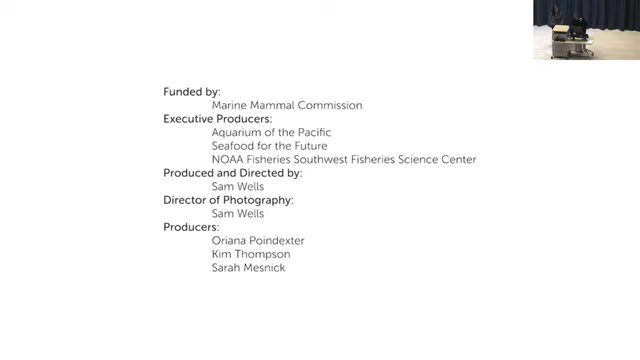 Funded by:
Marine Mammal Commission
Executive Producers:
Aquarium of the Pacific
Seafood for the Future
NOAA Fisheries Southwest Fisheries Science Center
Produced and Directed by:
Sam Wells
Director of Photography:
Sam Wells
Producers:
Oriana Poindexter
Kim Thompson
Sarah Mesnick